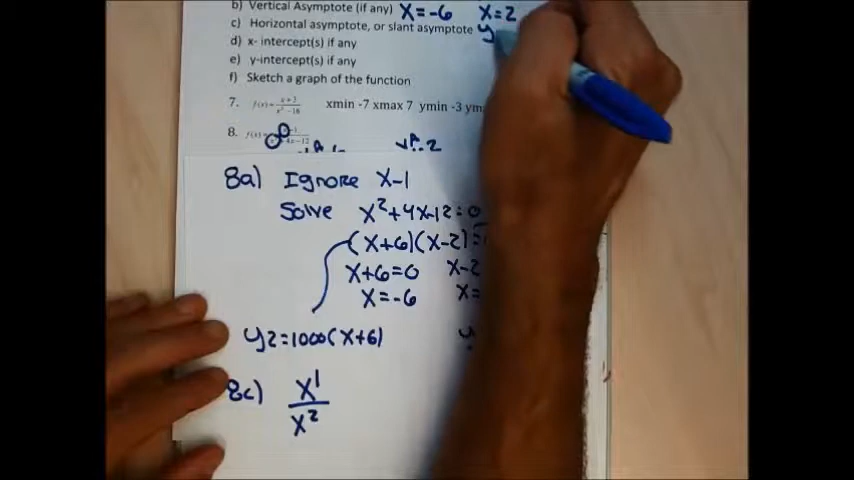 b) Vertical Asymptote (if any) x=-6 x=2
c) Horizontal asymptote, or slant asymptote y
d) x- intercept(s) if any
e) y-intercept(s) if any
f) Sketch a graph of the function
7. xmin -7 xmax 7 ymin -3 ym
8.
8a) Ignore x-1
Solve x²+4x-12=0
(x+6)(x-2)=
x+6=0 x-2
x=-6 x=
y2=1000(x+6) y
8c) x¹
x²